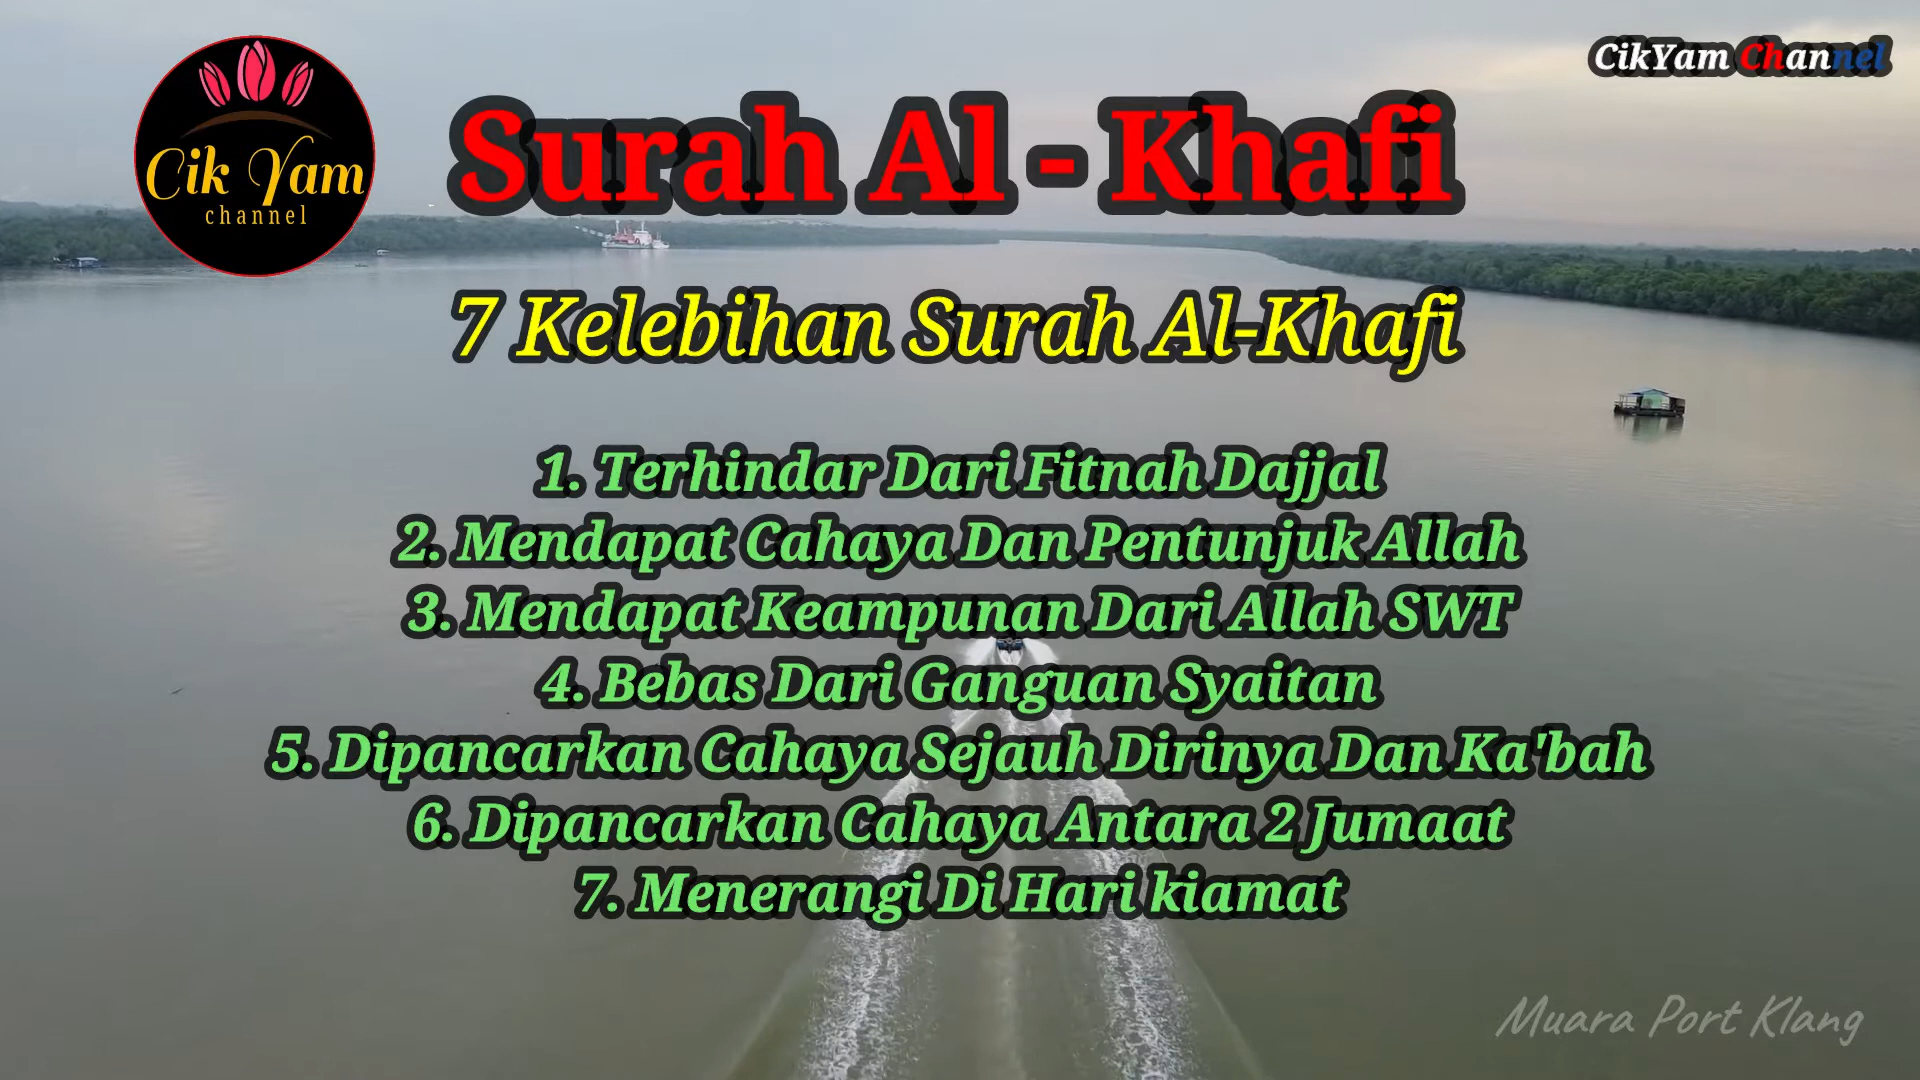 CikYam Channel
Cik Yam
channel
Surah Al - Khafi
7 Kelebihan Surah Al-Khafi
1. Terhindar Dari Fitnah Dajjal
2. Mendapat Cahaya Dan Pentunjuk Allah
3. Mendapat Keampunan Dari Allah SWT
4. Bebas Dari Ganguan Syaitan
5. Dipancarkan Cahaya Sejauh Dirinya Dan Ka'bah
6. Dipancarkan Cahaya Antara 2 Jumaat
7. Menerangi Di Hari kiamat
Muara Port Klang